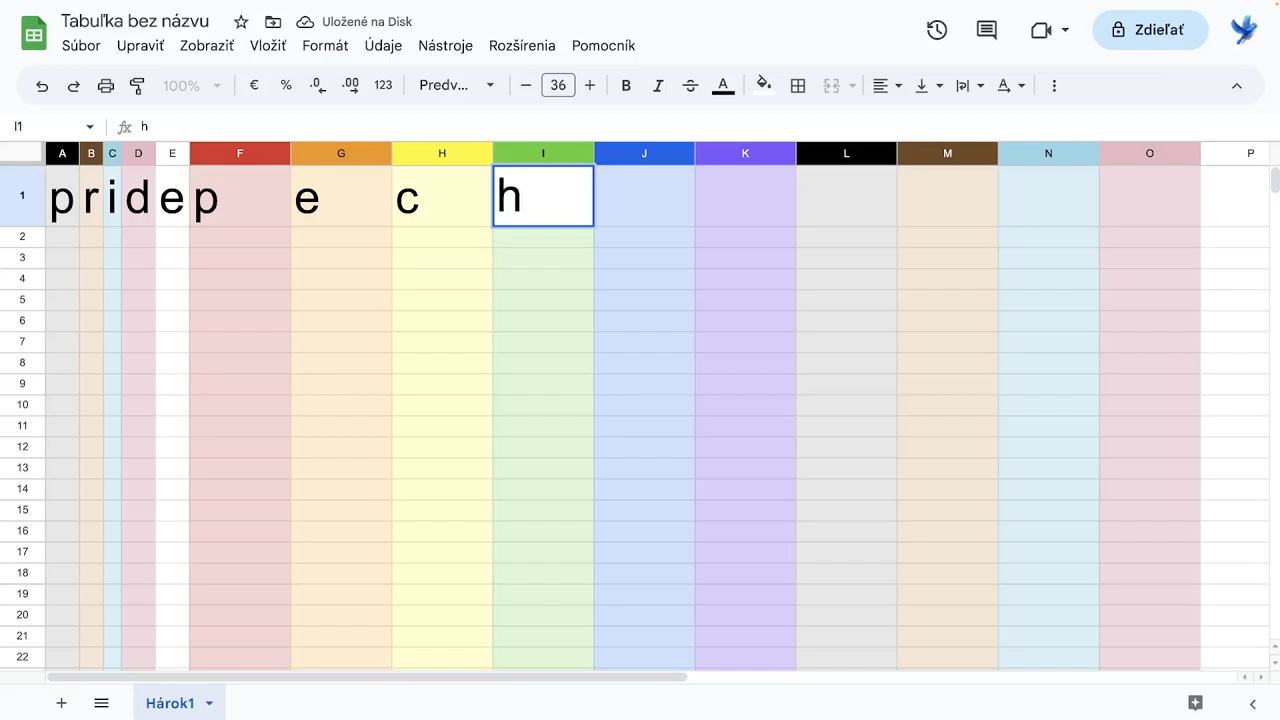 Tabuľka bez názvu
Uložené na Disk
Súbor Upraviť Zobraziť Vložiť Formát Údaje Nástroje Rozšírenia Pomocník
Zdieľať
100% € % .0 .00 123 Predv... − 36 + B I S A
I1 fx h
A B C D E F G H I J K L M N O P
1 p r i d e p e c h
2
3
4
5
6
7
8
9
10
11
12
13
14
15
16
17
18
19
20
21
22
+ Hárok1